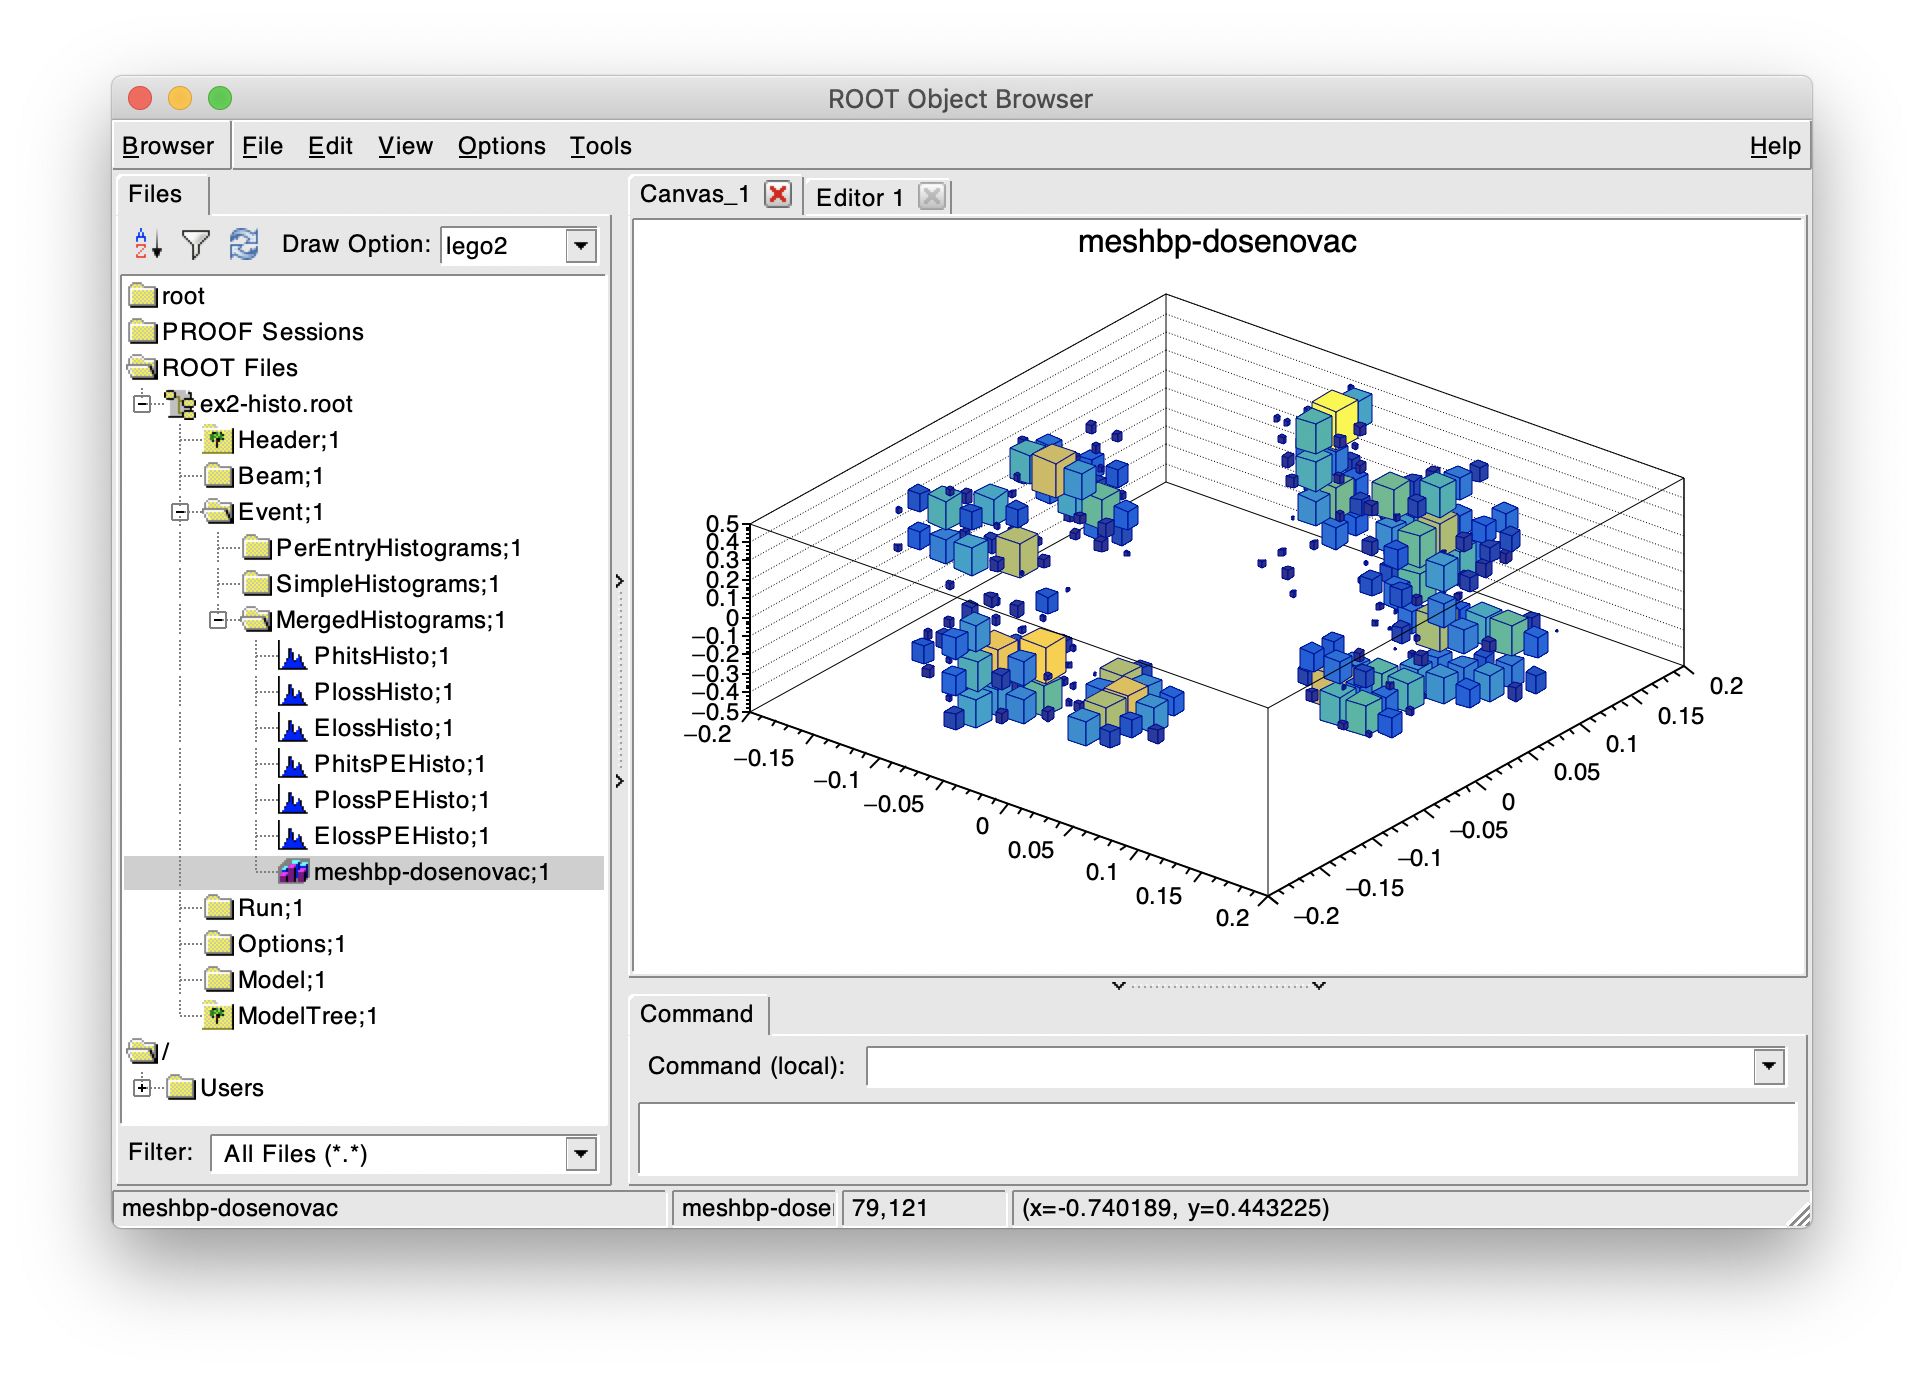 ROOT Object Browser
Browser File Edit View Options Tools Help
Files
Draw Option: lego2
root
PROOF Sessions
ROOT Files
ex2-histo.root
Header;1
Beam;1
Event;1
PerEntryHistograms;1
SimpleHistograms;1
MergedHistograms;1
PhitsHisto;1
PlossHisto;1
ElossHisto;1
PhitsPEHisto;1
PlossPEHisto;1
ElossPEHisto;1
meshbp-dosenovac;1
Run;1
Options;1
Model;1
ModelTree;1
/
Users
Filter: All Files (*.*)
Canvas_1 Editor 1
meshbp-dosenovac
0.5
0.4
0.3
0.2
0.1
0
−0.1
−0.2
−0.3
−0.4
−0.5
−0.2
−0.15
−0.1
−0.05
0
0.05
0.1
0.15
0.2
−0.2
−0.15
−0.1
−0.05
0
0.05
0.1
0.15
0.2
Command
Command (local):
meshbp-dosenovac meshbp-dose 79,121 (x=-0.740189, y=0.443225)